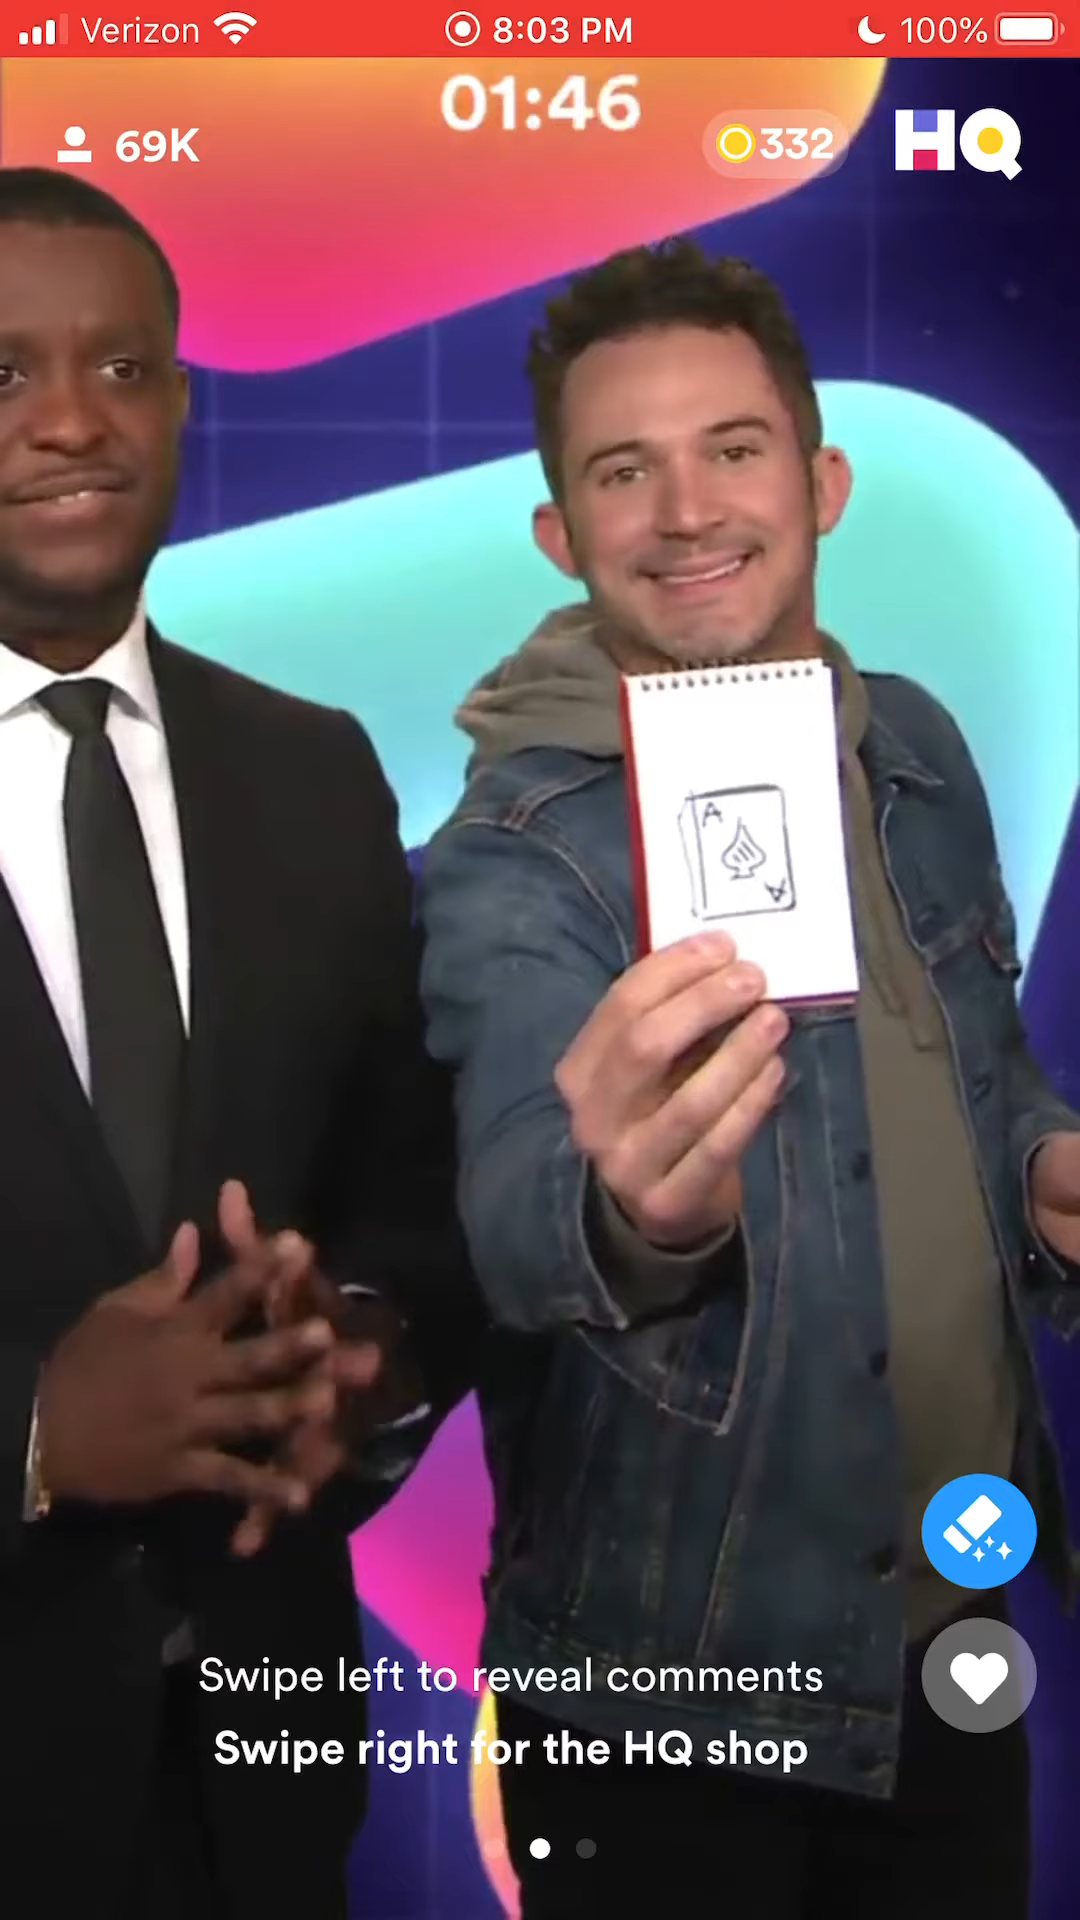 Verizon 8:03 PM 100%
01:46
69K 332 HQ
A
A
Swipe left to reveal comments
Swipe right for the HQ shop